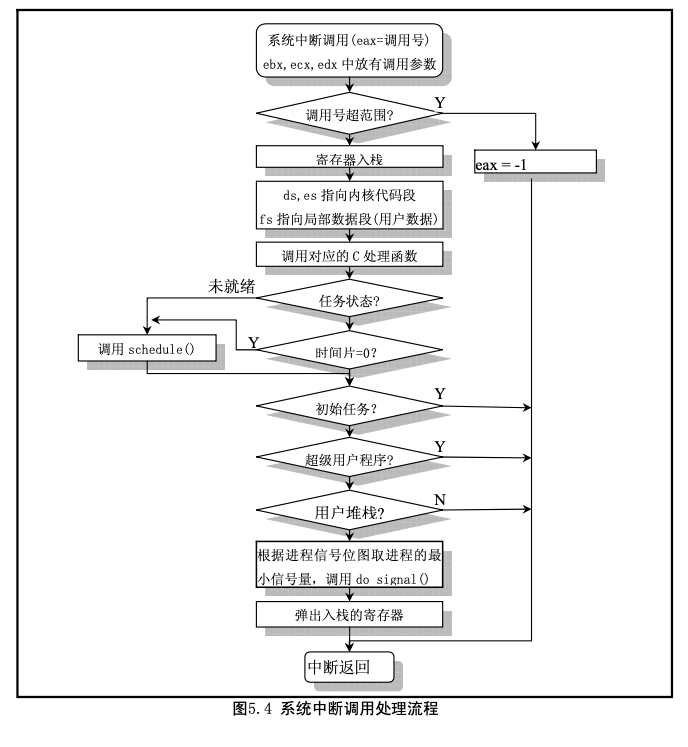 系统中断调用(eax=调用号)
ebx,ecx,edx 中放有调用参数
调用号超范围?
Y
寄存器入栈
eax = -1
ds,es 指向内核代码段
fs 指向局部数据段(用户数据)
调用对应的 C 处理函数
未就绪
任务状态?
调用 schedule()
Y
时间片=0?
初始任务?
Y
超级用户程序?
Y
用户堆栈?
N
根据进程信号位图取进程的最
小信号量，调用 do_signal()
弹出入栈的寄存器
中断返回
图5.4 系统中断调用处理流程